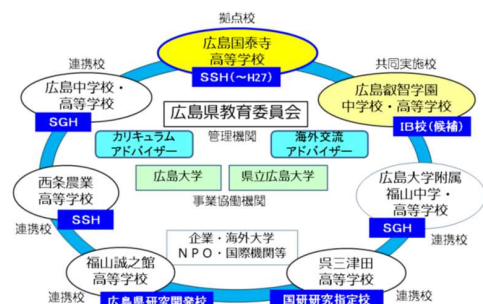 拠点校
広島国泰寺
高等学校
SSH(～H27)
連携校
広島中学校・
高等学校
SGH
共同実施校
広島叡智学園
中学校・高等学校
IB校(候補)
広島県教育委員会
管理機関
カリキュラム
アドバイザー
海外交流
アドバイザー
広島大学
県立広島大学
事業協働機関
西条農業
高等学校
SSH
連携校
広島大学附属
福山中学・
高等学校
SGH
連携校
企業・海外大学
NPO・国際機関等
福山誠之館
高等学校
連携校
広島県研究開発校
呉三津田
高等学校
国研研究指定校
連携校